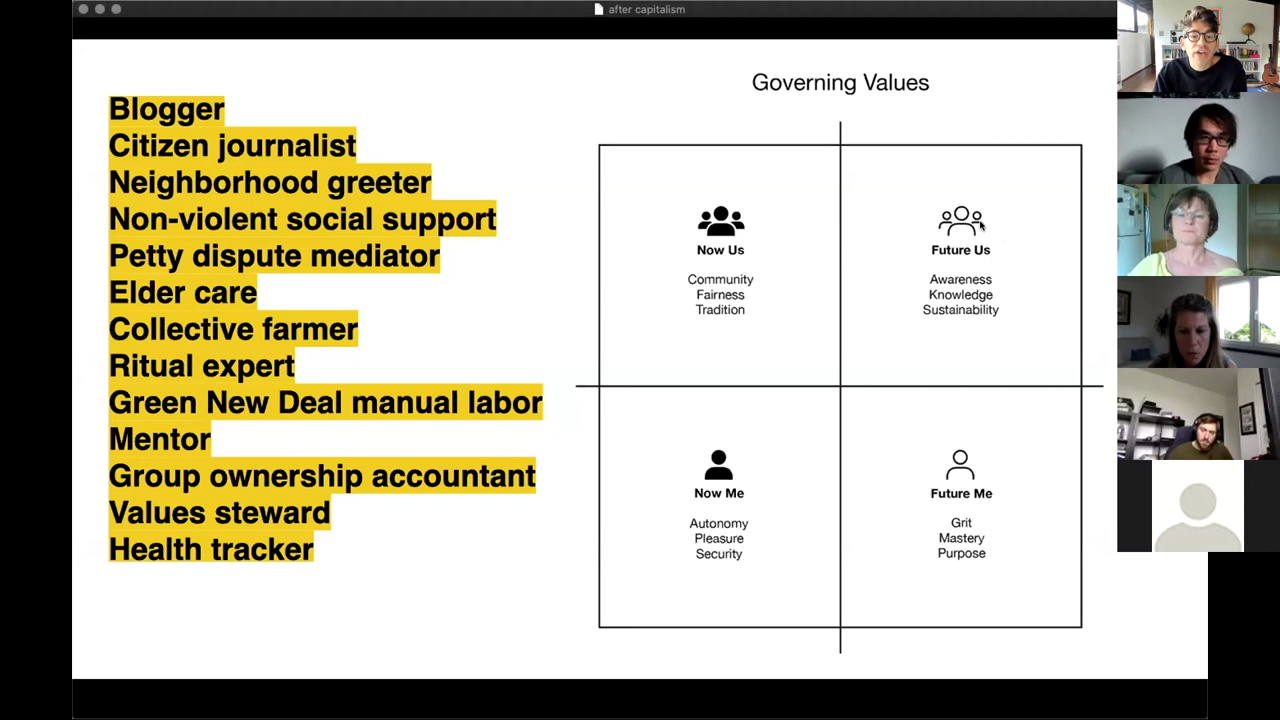 after capitalism
Blogger
Citizen journalist
Neighborhood greeter
Non-violent social support
Petty dispute mediator
Elder care
Collective farmer
Ritual expert
Green New Deal manual labor
Mentor
Group ownership accountant
Values steward
Health tracker
Governing Values
Now Us
Community
Fairness
Tradition
Future Us
Awareness
Knowledge
Sustainability
Now Me
Autonomy
Pleasure
Security
Future Me
Grit
Mastery
Purpose